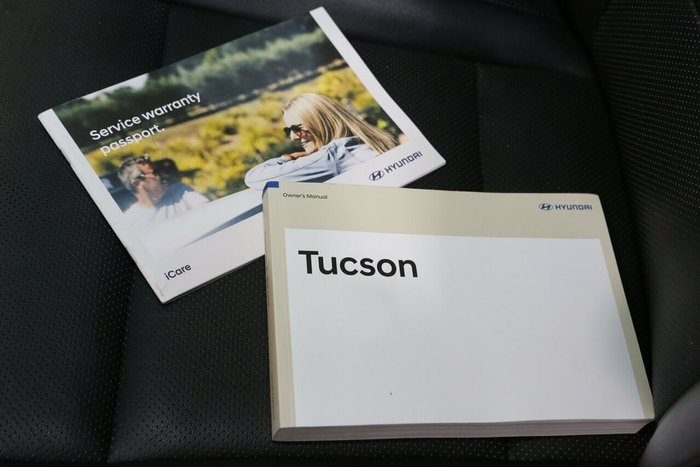 Service warranty
passport.
HYUNDAI
iCare
Owner's Manual
HYUNDAI
Tucson